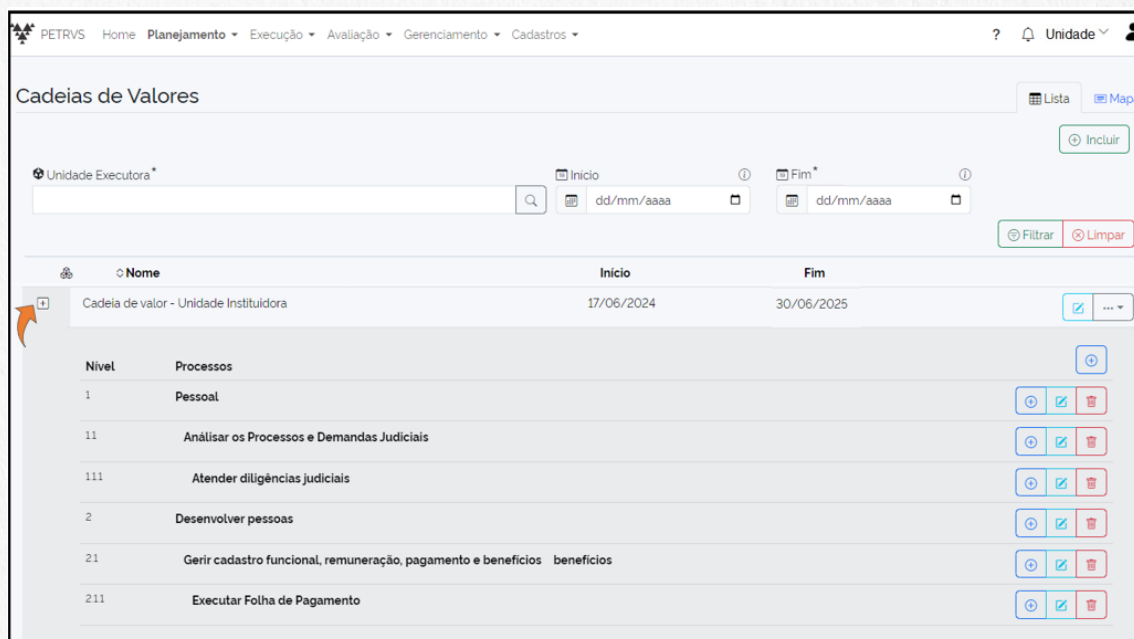 PETRVS Home Planejamento Execução Avaliação Gerenciamento Cadastros ? Unidade
Cadeias de Valores Lista Map
Incluir
Unidade Executora* Início Fim*
dd/mm/aaaa dd/mm/aaaa
Filtrar Limpar
Nome Início Fim
Cadeia de valor - Unidade Instituidora 17/06/2024 30/06/2025
Nível Processos
1 Pessoal
11 Análisar os Processos e Demandas Judiciais
111 Atender diligências judiciais
2 Desenvolver pessoas
21 Gerir cadastro funcional, remuneração, pagamento e benefícios benefícios
211 Executar Folha de Pagamento